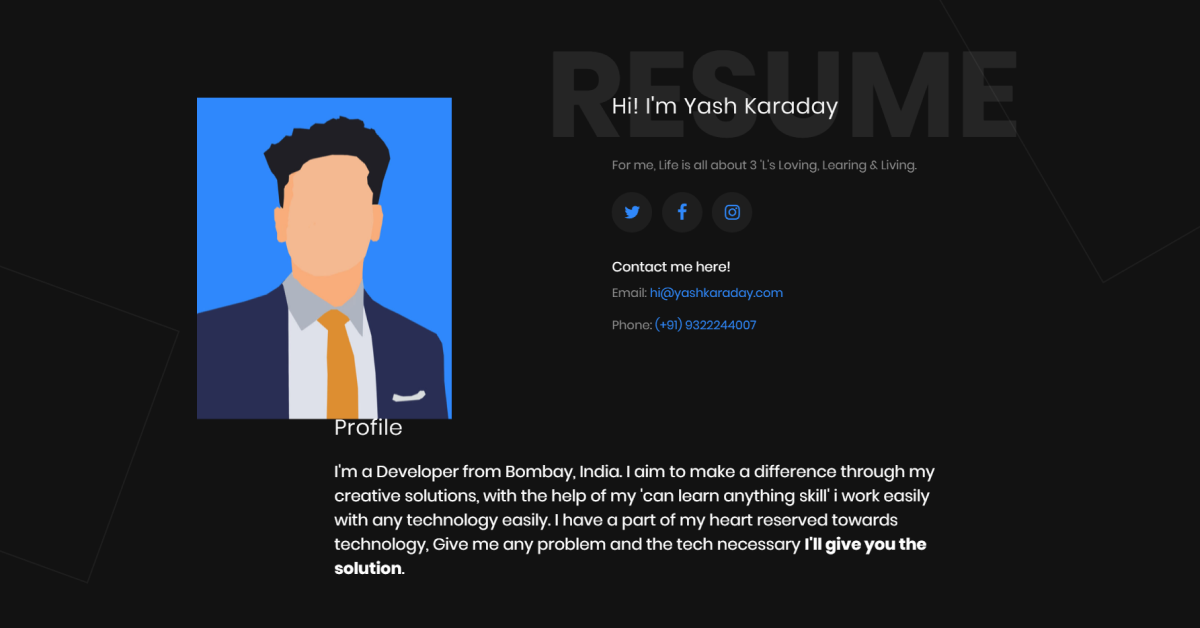 RESUME
Hi! I'm Yash Karaday
For me, Life is all about 3 'L's Loving, Learing & Living.
Contact me here!
Email: hi@yashkaraday.com
Phone: (+91) 9322244007
Profile
I'm a Developer from Bombay, India. I aim to make a difference through my
creative solutions, with the help of my 'can learn anything skill' i work easily
with any technology easily. I have a part of my heart reserved towards
technology, Give me any problem and the tech necessary I'll give you the
solution.